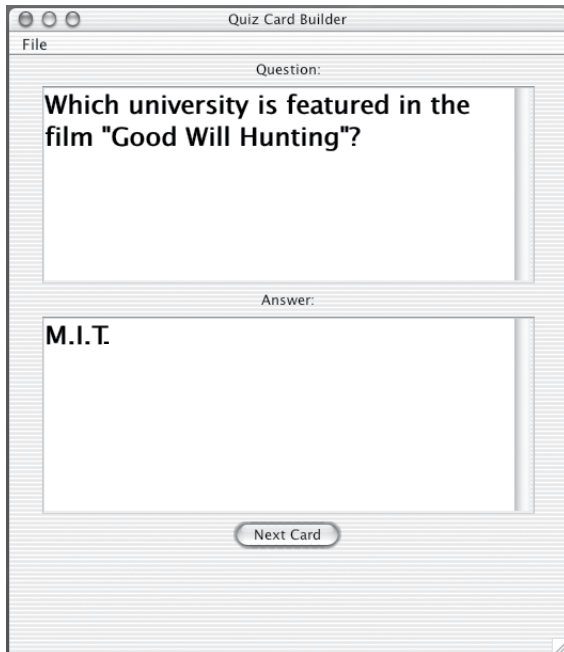 Quiz Card Builder
File
Question:
Which university is featured in the
film "Good Will Hunting"?
Answer:
M.I.T.
Next Card